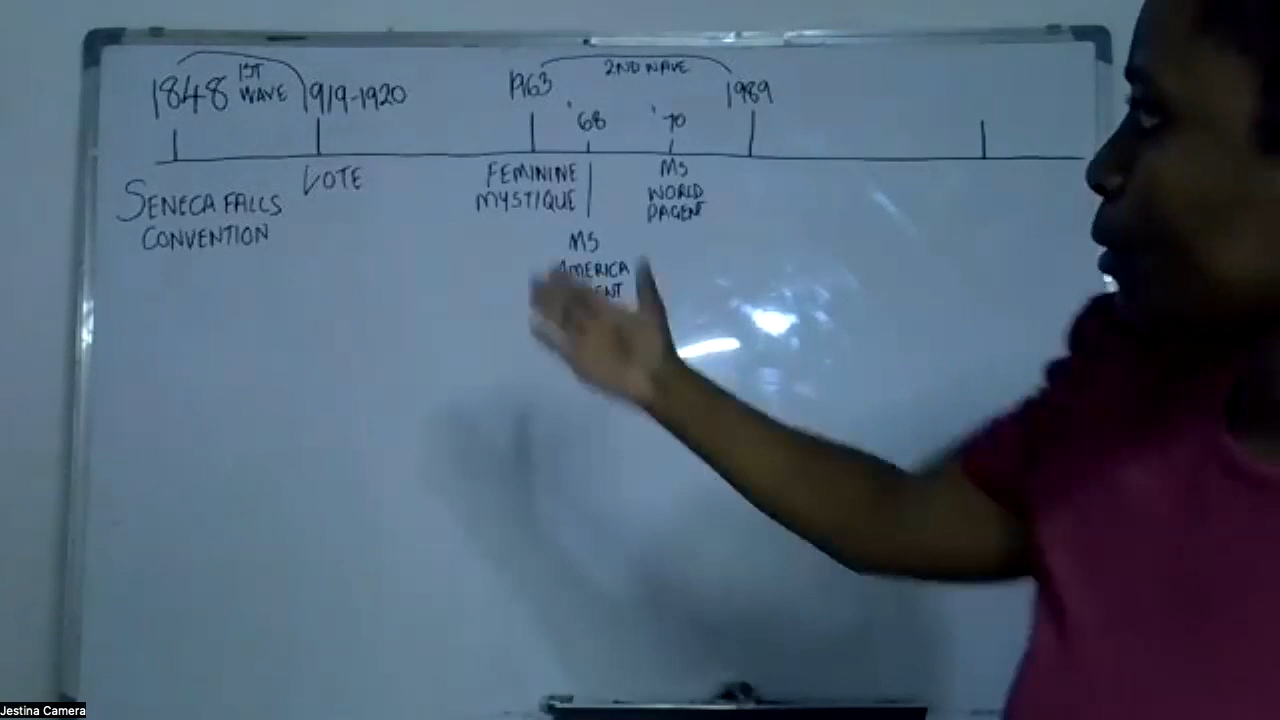 1848 1ST WAVE 1919-1920
1963 2ND WAVE 1989
'68 '70
SENECA FALLS
CONVENTION
VOTE
FEMININE
MYSTIQUE
MS
AMERICA
MS
WORLD
PAGENT
Jestina Camera